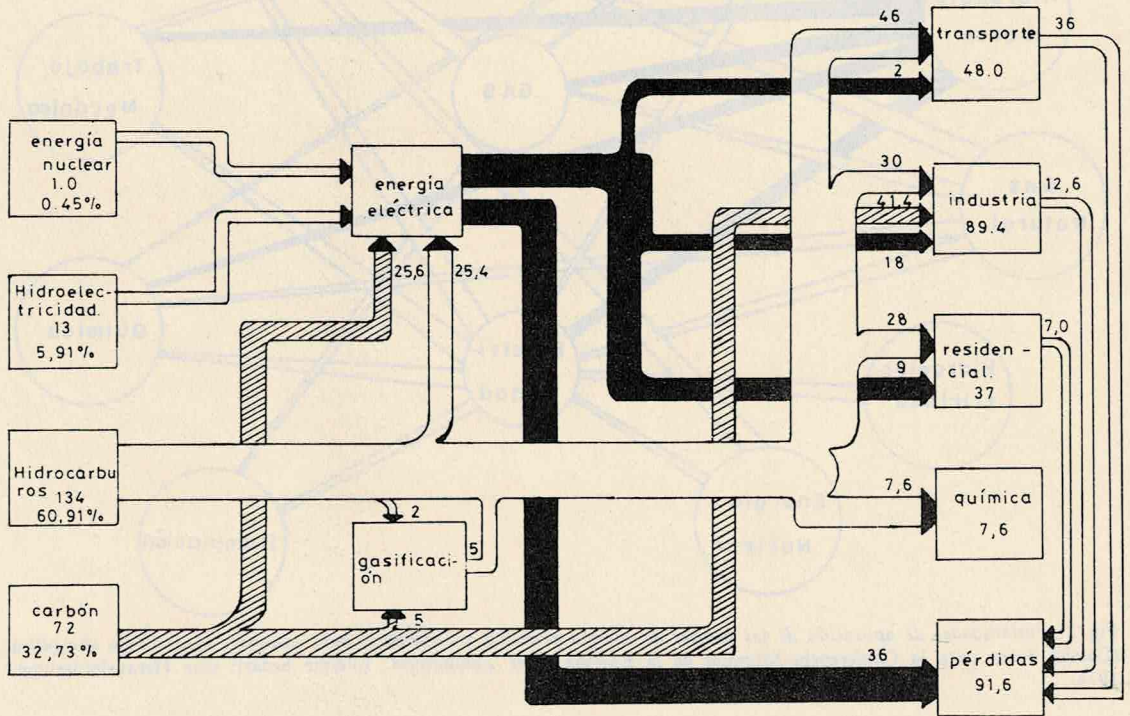 energía
nuclear
1.0
0.45%
Hidroelec-
tricidad.
13
5,91%
Hidrocarbu
ros 134
60,91%
carbón
72
32,73%
energía
eléctrica
25,6
25,4
gasificaci-
ón
2
5
5
46
2
transporte
48.0
36
30
41.4
18
industria
89.4
12,6
28
9
residen-
cial.
37
7,0
7,6
química
7,6
36
pérdidas
91,6